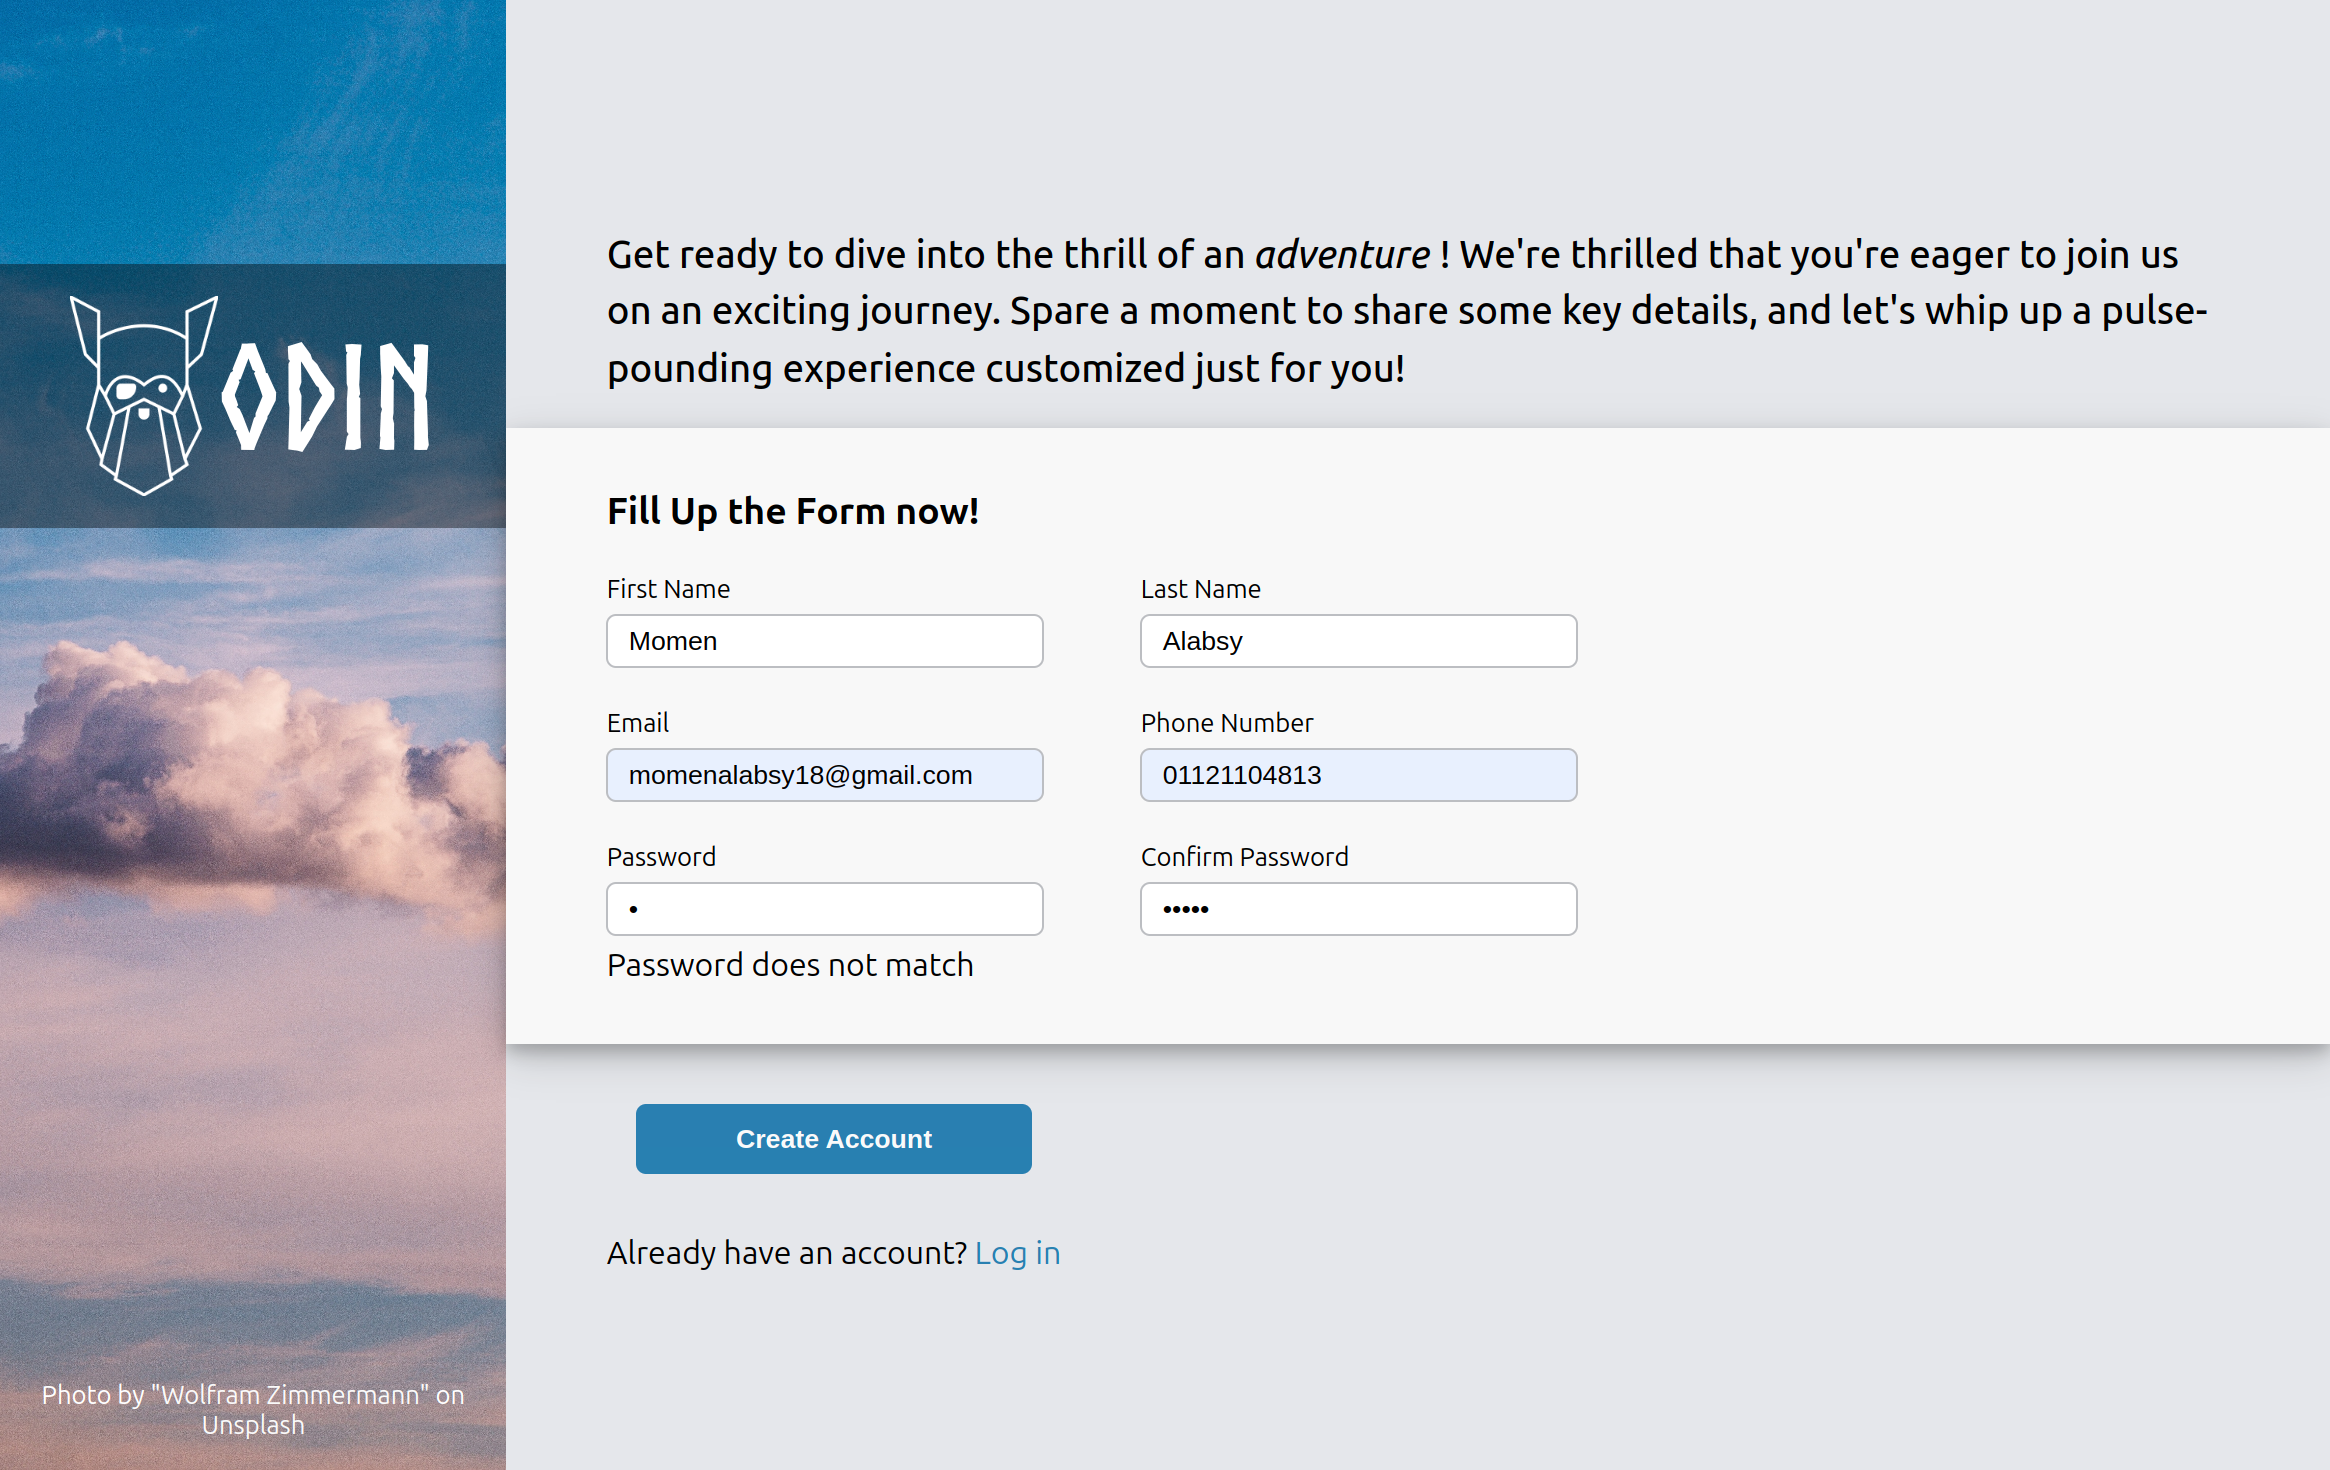 ODIN
Get ready to dive into the thrill of an adventure ! We're thrilled that you're eager to join us
on an exciting journey. Spare a moment to share some key details, and let's whip up a pulse-
pounding experience customized just for you!
Fill Up the Form now!
First Name
Last Name
Momen
Alabsy
Email
Phone Number
momenalabsy18@gmail.com
01121104813
Password
Confirm Password
•
•••••
Password does not match
Create Account
Already have an account? Log in
Photo by "Wolfram Zimmermann" on
Unsplash